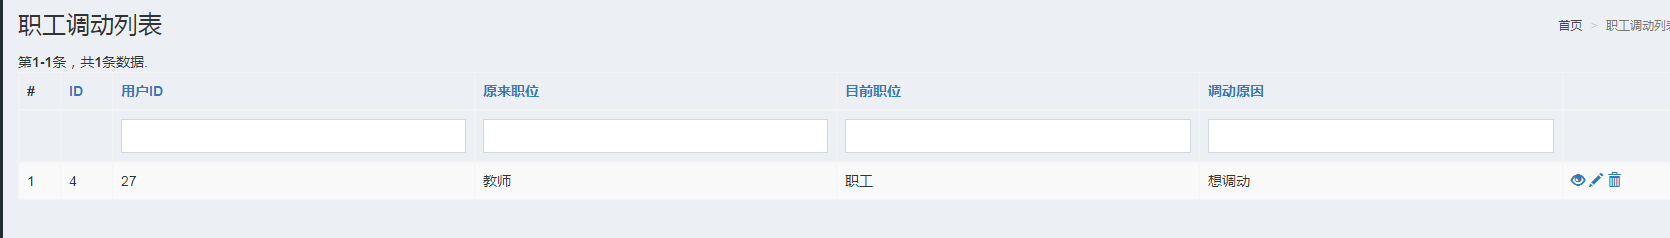 职工调动列表
首页 > 职工调动列表
第1-1条，共1条数据.
# ID 用户ID 原来职位 目前职位 调动原因
1 4 27 教师 职工 想调动